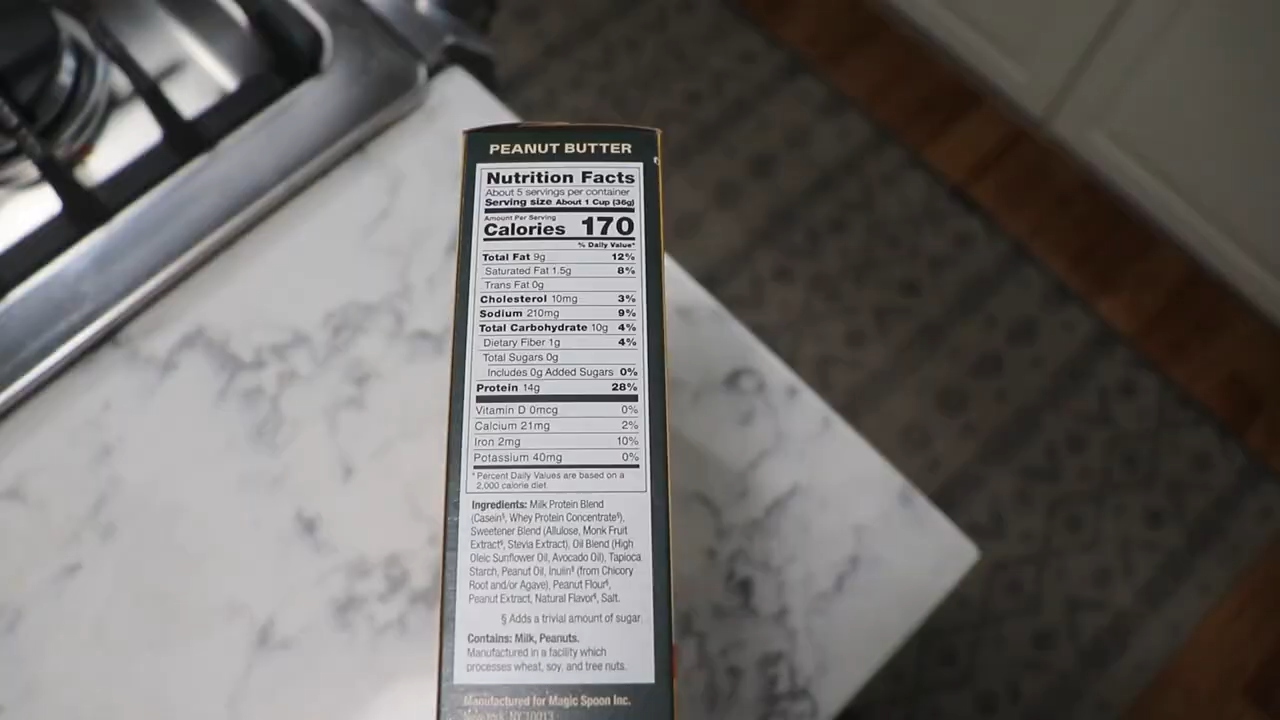 PEANUT BUTTER
Nutrition Facts
About 5 servings per container
Serving size About 1 Cup (36g)
Amount Per Serving
Calories 170
% Daily Value*
Total Fat 9g 12%
Saturated Fat 1.5g 8%
Trans Fat 0g
Cholesterol 10mg 3%
Sodium 210mg 9%
Total Carbohydrate 10g 4%
Dietary Fiber 1g 4%
Total Sugars 0g
Includes 0g Added Sugars 0%
Protein 14g 28%
Vitamin D 0mcg 0%
Calcium 21mg 2%
Iron 2mg 10%
Potassium 40mg 0%
*Percent Daily Values are based on a
2,000 calorie diet.
Ingredients: Milk Protein Blend
(Casein§, Whey Protein Concentrate§),
Sweetener Blend (Allulose, Monk Fruit
Extract§, Stevia Extract), Oil Blend (High
Oleic Sunflower Oil, Avocado Oil), Tapioca
Starch, Peanut Oil, Inulin§ (from Chicory
Root and/or Agave), Peanut Flour§,
Peanut Extract, Natural Flavor§, Salt.
§ Adds a trivial amount of sugar
Contains: Milk, Peanuts.
Manufactured in a facility which
processes wheat, soy, and tree nuts.
Manufactured for Magic Spoon Inc.
New York, NY 10013